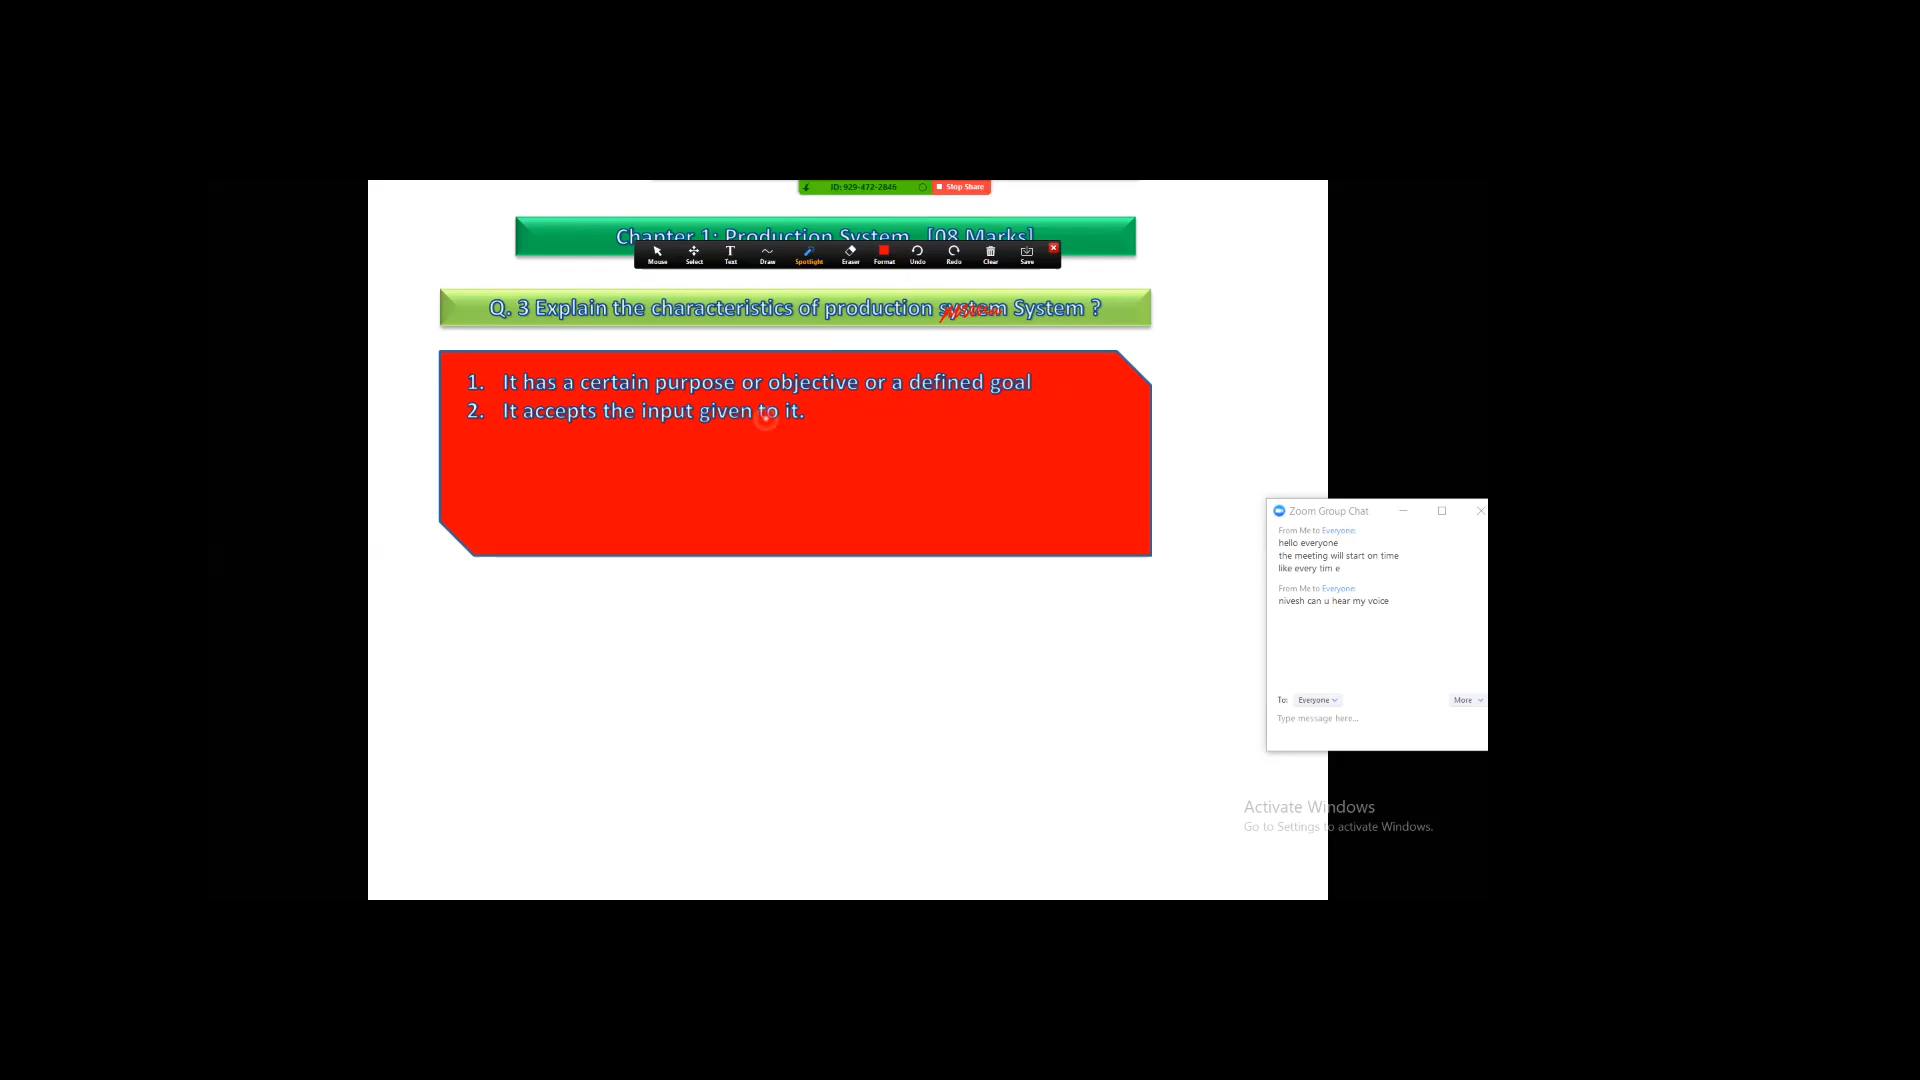 ID: 929-472-2846
Stop Share
Chapter 1: Production System [08 Marks]
Mouse
Select
Text
Draw
Spotlight
Eraser
Format
Undo
Redo
Clear
Save
Q. 3 Explain the characteristics of production system System ?
1. It has a certain purpose or objective or a defined goal
2. It accepts the input given to it.
Zoom Group Chat
From Me to Everyone:
hello everyone
the meeting will start on time
like every tim e
From Me to Everyone:
nivesh can u hear my voice
To: Everyone
More
Type message here...
Activate Windows
Go to Settings to activate Windows.